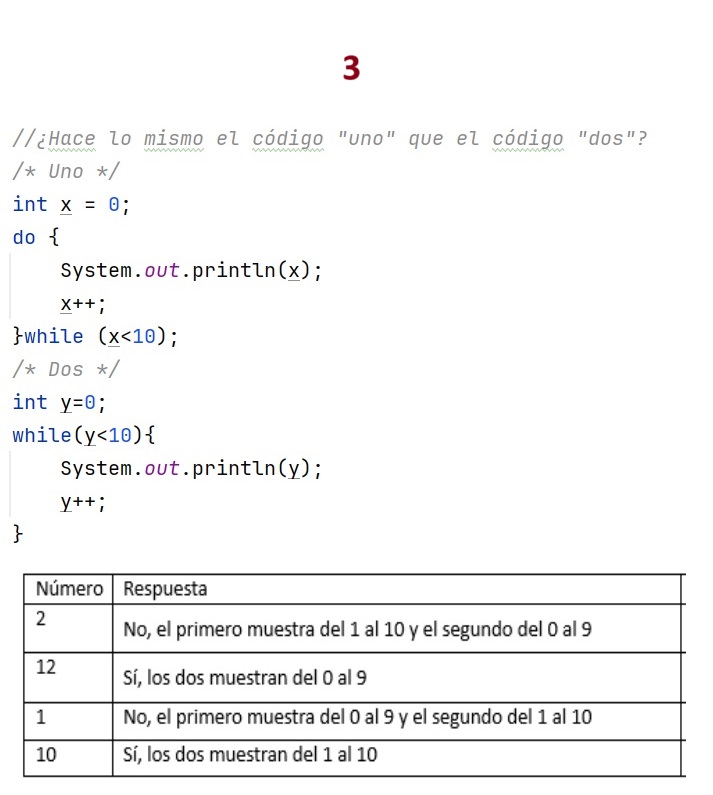 3
//¿Hace lo mismo el código "uno" que el código "dos"?
/* Uno */
int x = 0;
do {
    System.out.println(x);
    x++;
}while (x<10);
/* Dos */
int y=0;
while(y<10){
    System.out.println(y);
    y++;
}
Número Respuesta
2 No, el primero muestra del 1 al 10 y el segundo del 0 al 9
12 Sí, los dos muestran del 0 al 9
1 No, el primero muestra del 0 al 9 y el segundo del 1 al 10
10 Sí, los dos muestran del 1 al 10